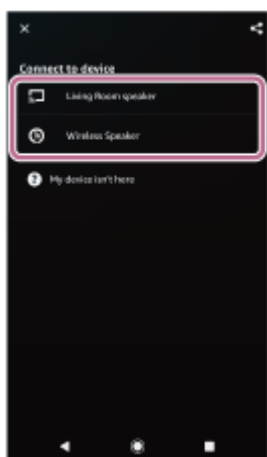 Connect to device
Living Room speaker
Wireless Speaker
My device isn't here